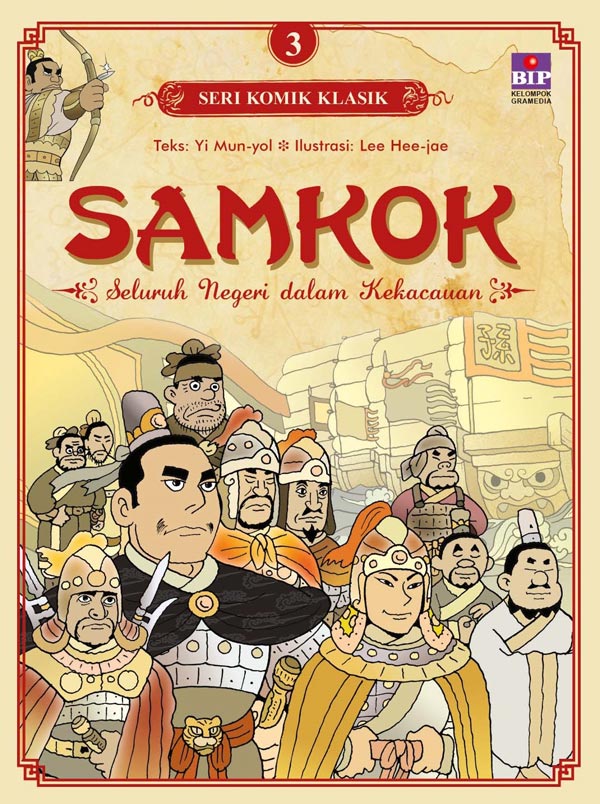 3
SERI KOMIK KLASIK
BIP
KELOMPOK
GRAMEDIA
Teks: Yi Mun-yol ❇ Ilustrasi: Lee Hee-jae
SAMKOK
Seluruh Negeri dalam Kekacauan
孫